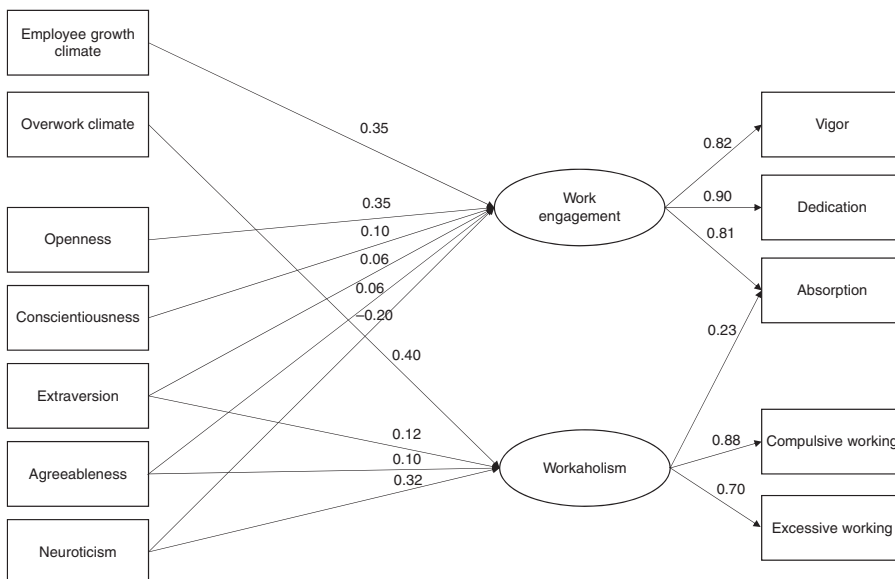 Employee growth
climate
Overwork climate
Openness
Conscientiousness
Extraversion
Agreeableness
Neuroticism
0.35
0.35
0.10
0.06
0.06
–0.20
0.40
0.12
0.10
0.32
Work
engagement
Workaholism
0.82
0.90
0.81
0.23
0.88
0.70
Vigor
Dedication
Absorption
Compulsive working
Excessive working